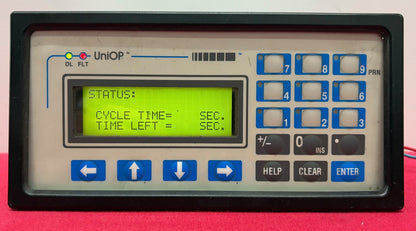 UniOP™
DL FLT
STATUS:
CYCLE TIME= SEC.
TIME LEFT = SEC.
7 8 9 PRN
4 5 6
1 2 3
+/- 0 INS •
HELP CLEAR ENTER